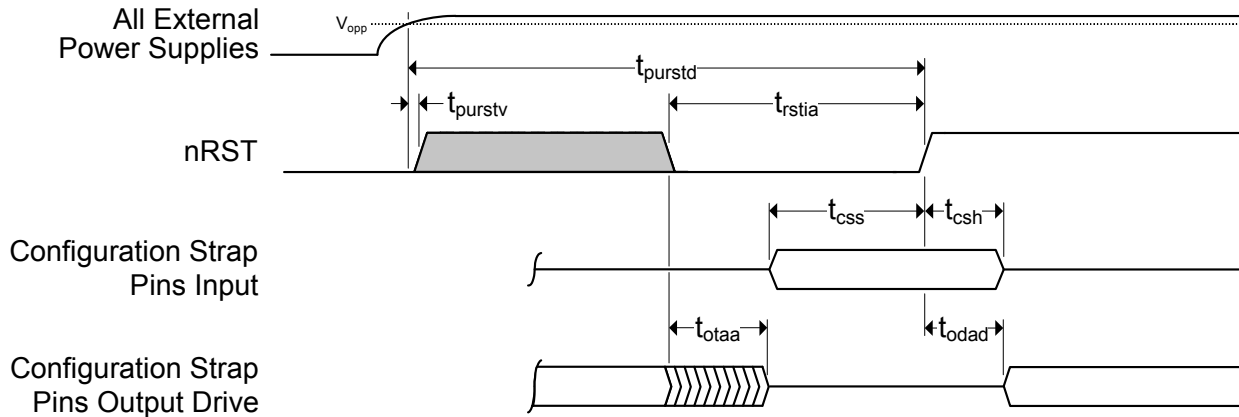 All External
Power Supplies
Vopp
tpurstd
tpurstv
trstia
nRST
tcss
tcsh
Configuration Strap
Pins Input
totaa
todad
Configuration Strap
Pins Output Drive